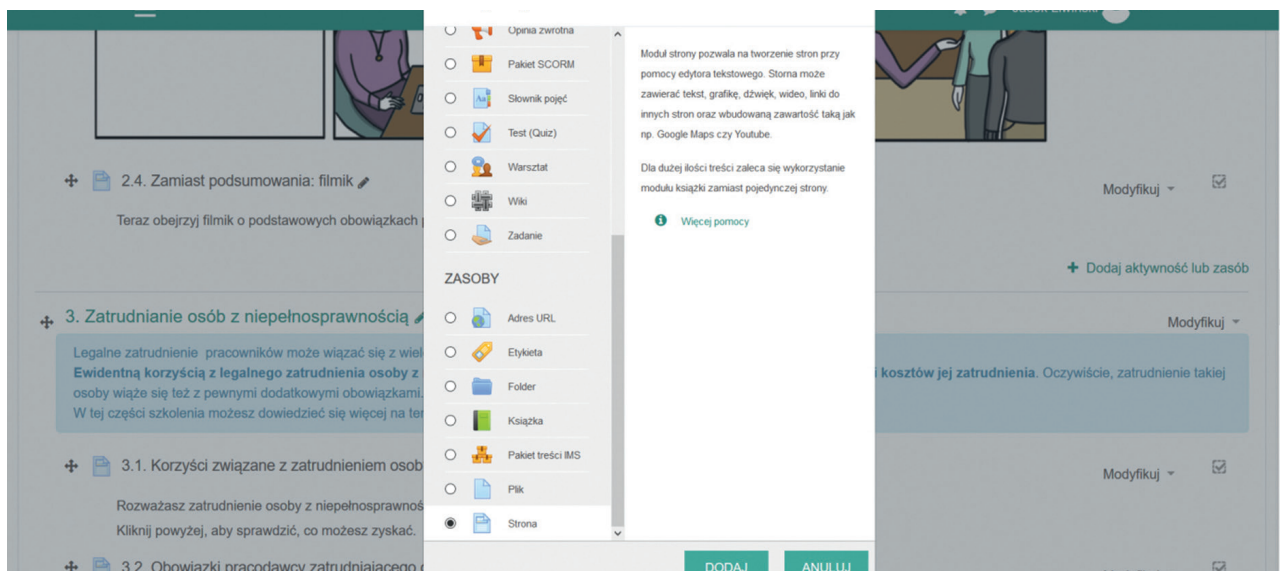 Opinia zwrotna
Pakiet SCORM
Słownik pojęć
Test (Quiz)
Warsztat
Wiki
Zadanie
ZASOBY
Adres URL
Etykieta
Folder
Książka
Pakiet treści IMS
Plik
Strona
Moduł strony pozwala na tworzenie stron przy
pomocy edytora tekstowego. Storna może
zawierać tekst, grafikę, dźwięk, wideo, linki do
innych stron oraz wbudowaną zawartość taką jak
np. Google Maps czy Youtube.
Dla dużej ilości treści zaleca się wykorzystanie
modułu książki zamiast pojedynczej strony.
Więcej pomocy
DODAJ ANULUJ
2.4. Zamiast podsumowania: filmik
Modyfikuj
Teraz obejrzyj filmik o podstawowych obowiązkach
Dodaj aktywność lub zasób
3. Zatrudnianie osób z niepełnosprawnością
Modyfikuj
Legalne zatrudnienie pracowników może wiązać się z
Ewidentną korzyścią z legalnego zatrudnienia osoby z
kosztów jej zatrudnienia. Oczywiście, zatrudnienie takiej
osoby wiąże się też z pewnymi dodatkowymi obowiązkami.
W tej części szkolenia możesz dowiedzieć się więcej na
3.1. Korzyści związane z zatrudnieniem osob
Modyfikuj
Rozważasz zatrudnienie osoby z
Kliknij powyżej, aby sprawdzić, co możesz zyskać.
3.2. Obowiązki pracodawcy zatrudniającego